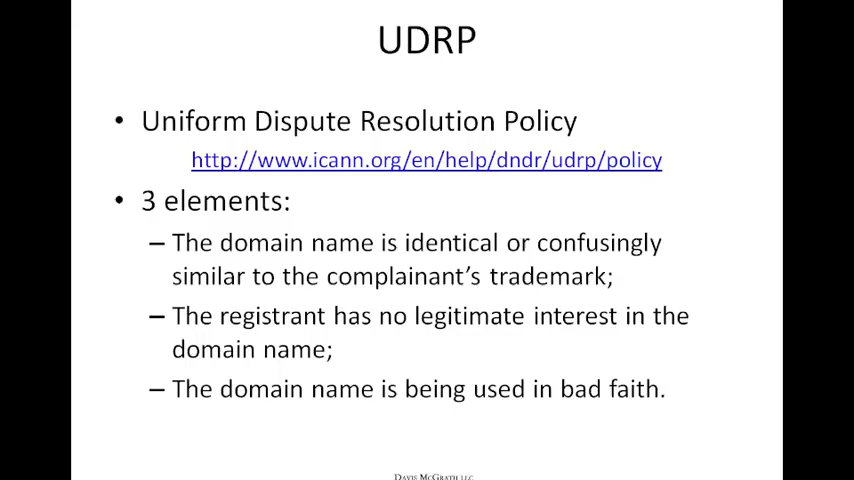 UDRP
• Uniform Dispute Resolution Policy
http://www.icann.org/en/help/dndr/udrp/policy
• 3 elements:
– The domain name is identical or confusingly
similar to the complainant’s trademark;
– The registrant has no legitimate interest in the
domain name;
– The domain name is being used in bad faith.
DAVIS MCGRATH LLC